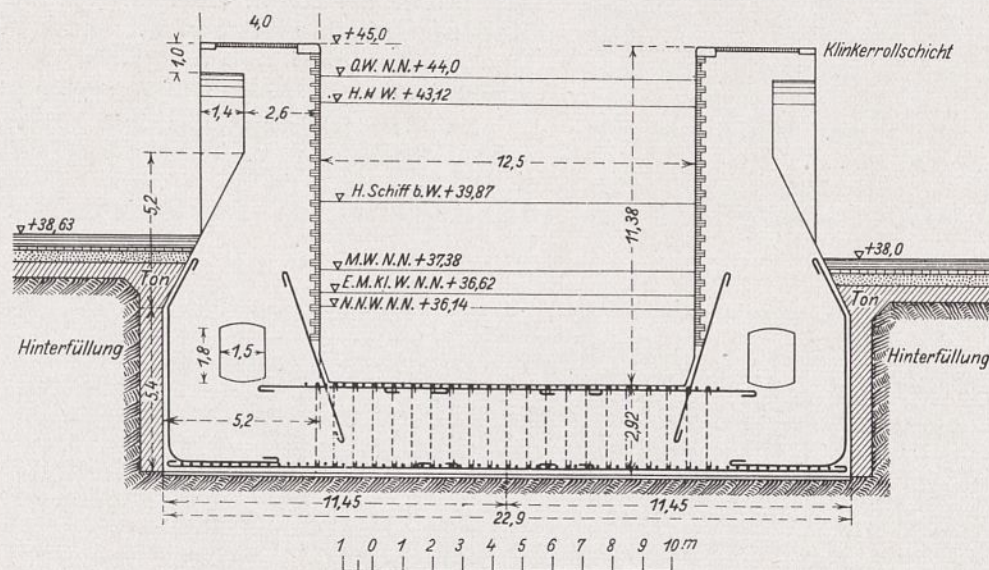 4,0
+45,0
1,0
Klinkerrollschicht
O.W. N.N. + 44,0
H.H W. + 43,12
1,4
2,6
12,5
5,2
H. Schiff b.W. + 39,87
11,38
+38,63
M.W. N.N. + 37,38
+38,0
Ton
E.M.Kl. W. N.N. + 36,62
N.N.W. N.N. + 36,14
Ton
Hinterfüllung
1,8
1,5
Hinterfüllung
5,4
5,2
2,92
11,45
11,45
22,9
1 0 1 2 3 4 5 6 7 8 9 10 m